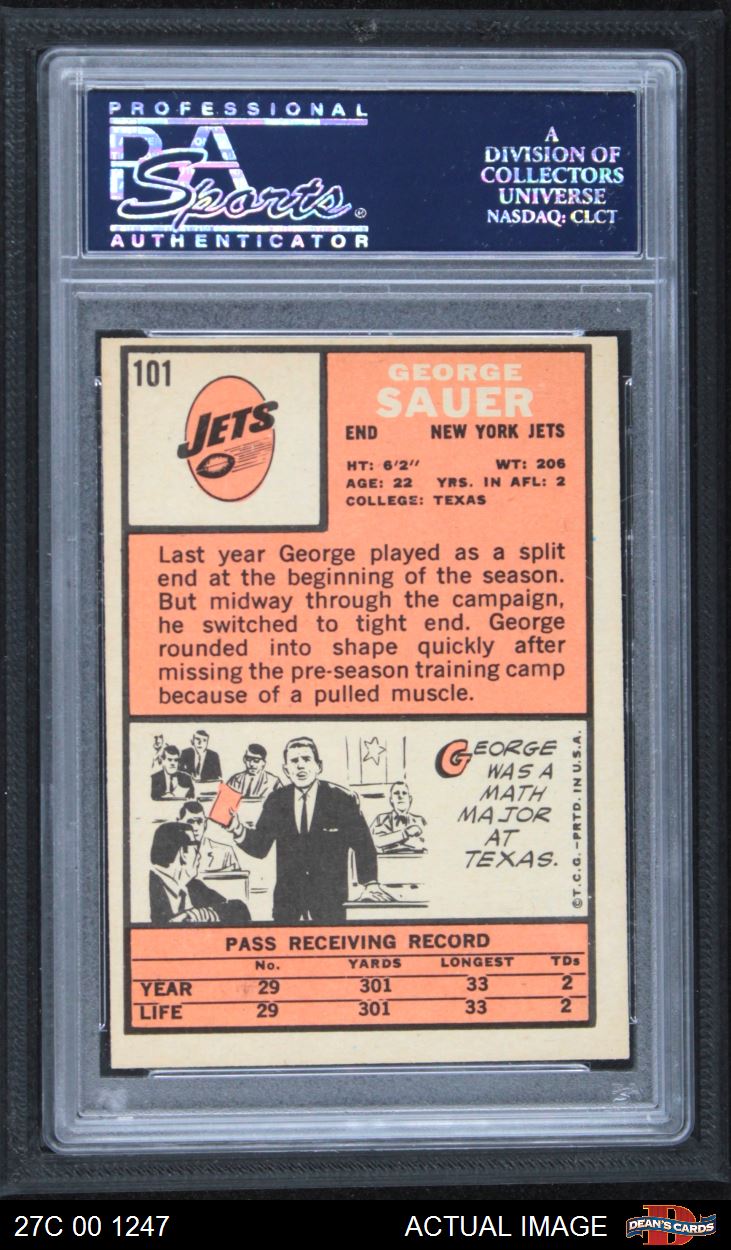 PROFESSIONAL
PSA
Sports®
AUTHENTICATOR
A
DIVISION OF
COLLECTORS
UNIVERSE
NASDAQ: CLCT
101
JETS
GEORGE
SAUER
END NEW YORK JETS
HT: 6'2" WT: 206
AGE: 22 YRS. IN AFL: 2
COLLEGE: TEXAS
Last year George played as a split
end at the beginning of the season.
But midway through the campaign,
he switched to tight end. George
rounded into shape quickly after
missing the pre-season training camp
because of a pulled muscle.
GEORGE
WAS A
MATH
MAJOR
AT
TEXAS.
©T.C.G.–PRTD. IN U.S.A.
PASS RECEIVING RECORD
No. YARDS LONGEST TDs
YEAR 29 301 33 2
LIFE 29 301 33 2
27C 00 1247 ACTUAL IMAGE
D
DEAN'S CARDS